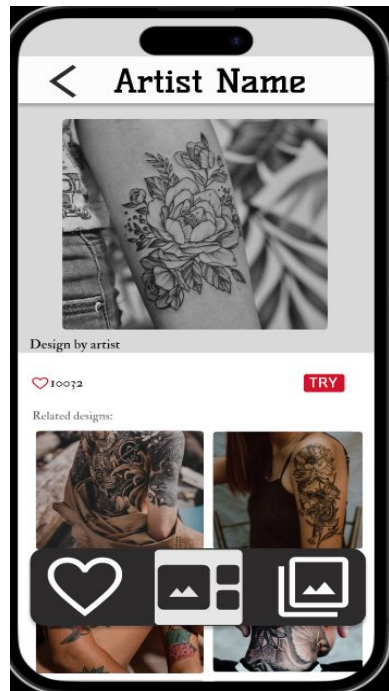 Artist Name
Design by artist
10032
TRY
Related designs: